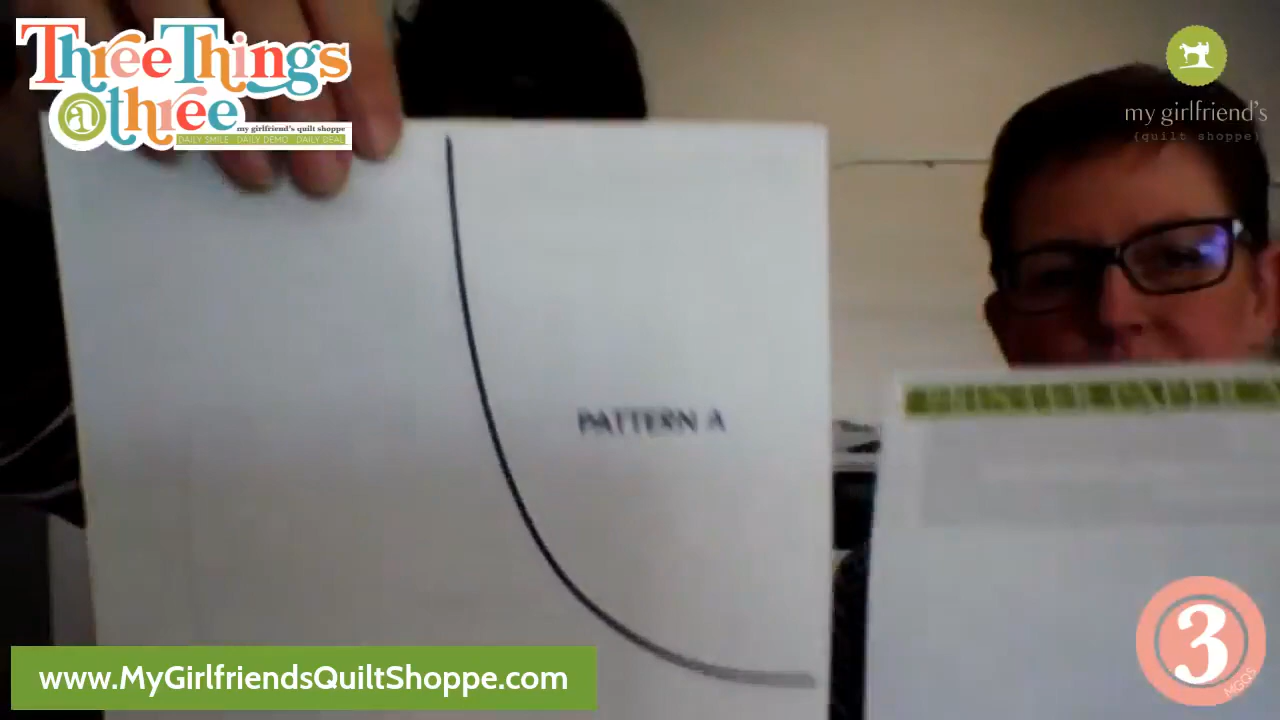 Three Things
@three
my girlfriend's quilt shoppe
DAILY SMILE DAILY DEMO DAILY DEAL
my girlfriend's
{quilt shoppe}
PATTERN A
www.MyGirlfriendsQuiltShoppe.com
3
MGQS